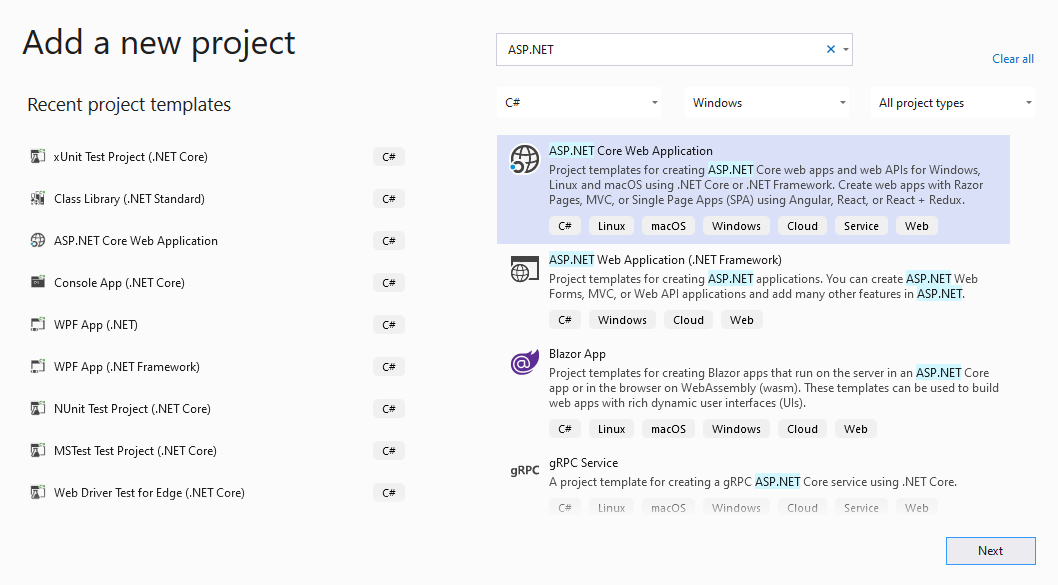 Add a new project
Recent project templates
xUnit Test Project (.NET Core) C#
Class Library (.NET Standard) C#
ASP.NET Core Web Application C#
Console App (.NET Core) C#
WPF App (.NET) C#
WPF App (.NET Framework) C#
NUnit Test Project (.NET Core) C#
MSTest Test Project (.NET Core) C#
Web Driver Test for Edge (.NET Core) C#
ASP.NET
Clear all
C# Windows All project types
ASP.NET Core Web Application
Project templates for creating ASP.NET Core web apps and web APIs for Windows,
Linux and macOS using .NET Core or .NET Framework. Create web apps with Razor
Pages, MVC, or Single Page Apps (SPA) using Angular, React, or React + Redux.
C# Linux macOS Windows Cloud Service Web
ASP.NET Web Application (.NET Framework)
Project templates for creating ASP.NET applications. You can create ASP.NET Web
Forms, MVC, or Web API applications and add many other features in ASP.NET.
C# Windows Cloud Web
Blazor App
Project templates for creating Blazor apps that run on the server in an ASP.NET Core
app or in the browser on WebAssembly (wasm). These templates can be used to build
web apps with rich dynamic user interfaces (UIs).
C# Linux macOS Windows Cloud Web
gRPC gRPC Service
A project template for creating a gRPC ASP.NET Core service using .NET Core.
C# Linux macOS Windows Cloud Service Web
Next